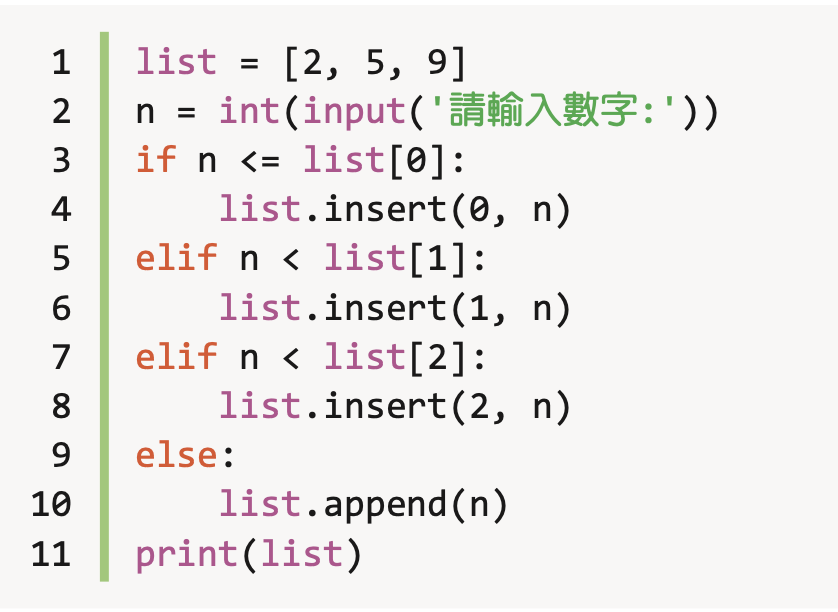 1 list = [2, 5, 9]
2 n = int(input('請輸入數字:'))
3 if n <= list[0]:
4     list.insert(0, n)
5 elif n < list[1]:
6     list.insert(1, n)
7 elif n < list[2]:
8     list.insert(2, n)
9 else:
10     list.append(n)
11 print(list)